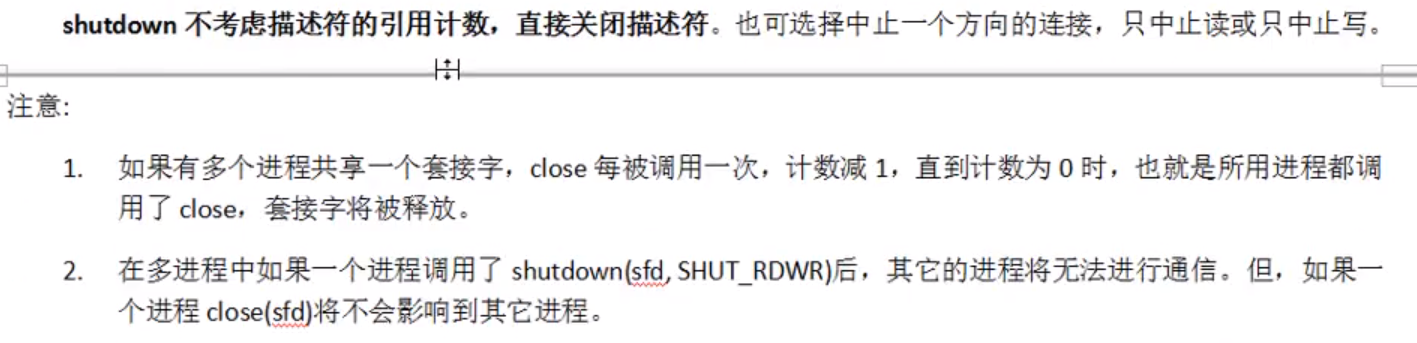 shutdown 不考虑描述符的引用计数，直接关闭描述符。也可选择中止一个方向的连接，只中止读或只中止写。
注意:
1. 如果有多个进程共享一个套接字，close 每被调用一次，计数减 1，直到计数为 0 时，也就是所用进程都调
用了 close，套接字将被释放。
2. 在多进程中如果一个进程调用了 shutdown(sfd, SHUT_RDWR)后，其它的进程将无法进行通信。但，如果一
个进程 close(sfd)将不会影响到其它进程。